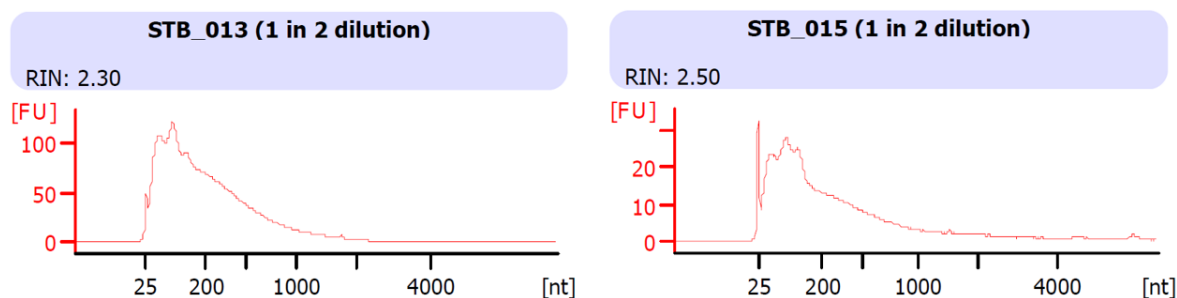 STB_013 (1 in 2 dilution)
RIN: 2.30
[FU]
100
50
0
25 200 1000 4000 [nt]
STB_015 (1 in 2 dilution)
RIN: 2.50
[FU]
20
10
0
25 200 1000 4000 [nt]